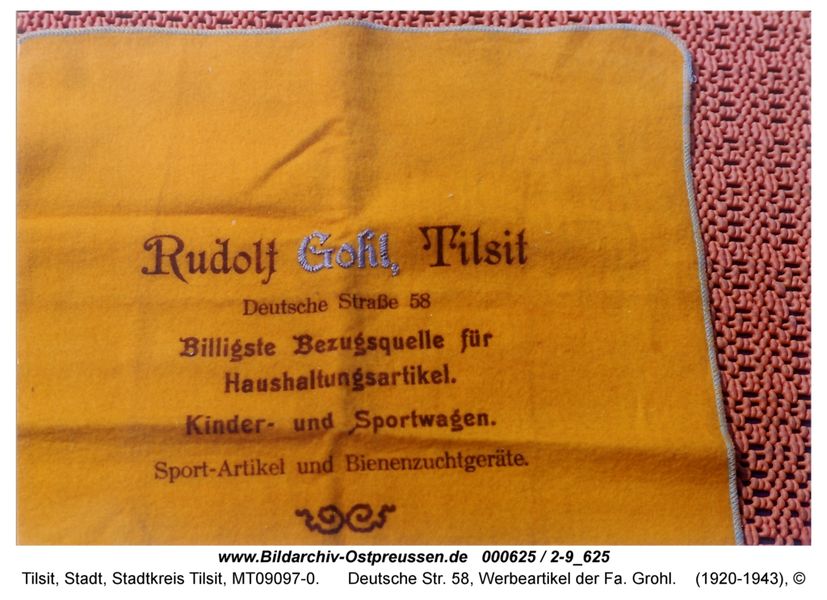 Rudolf Gohl, Tilsit
Deutsche Straße 58
Billigste Bezugsquelle für
Haushaltungsartikel.
Kinder- und Sportwagen.
Sport-Artikel und Bienenzuchtgeräte.
www.Bildarchiv-Ostpreussen.de 000625 / 2-9_625
Tilsit, Stadt, Stadtkreis Tilsit, MT09097-0. Deutsche Str. 58, Werbeartikel der Fa. Grohl. (1920-1943), ©